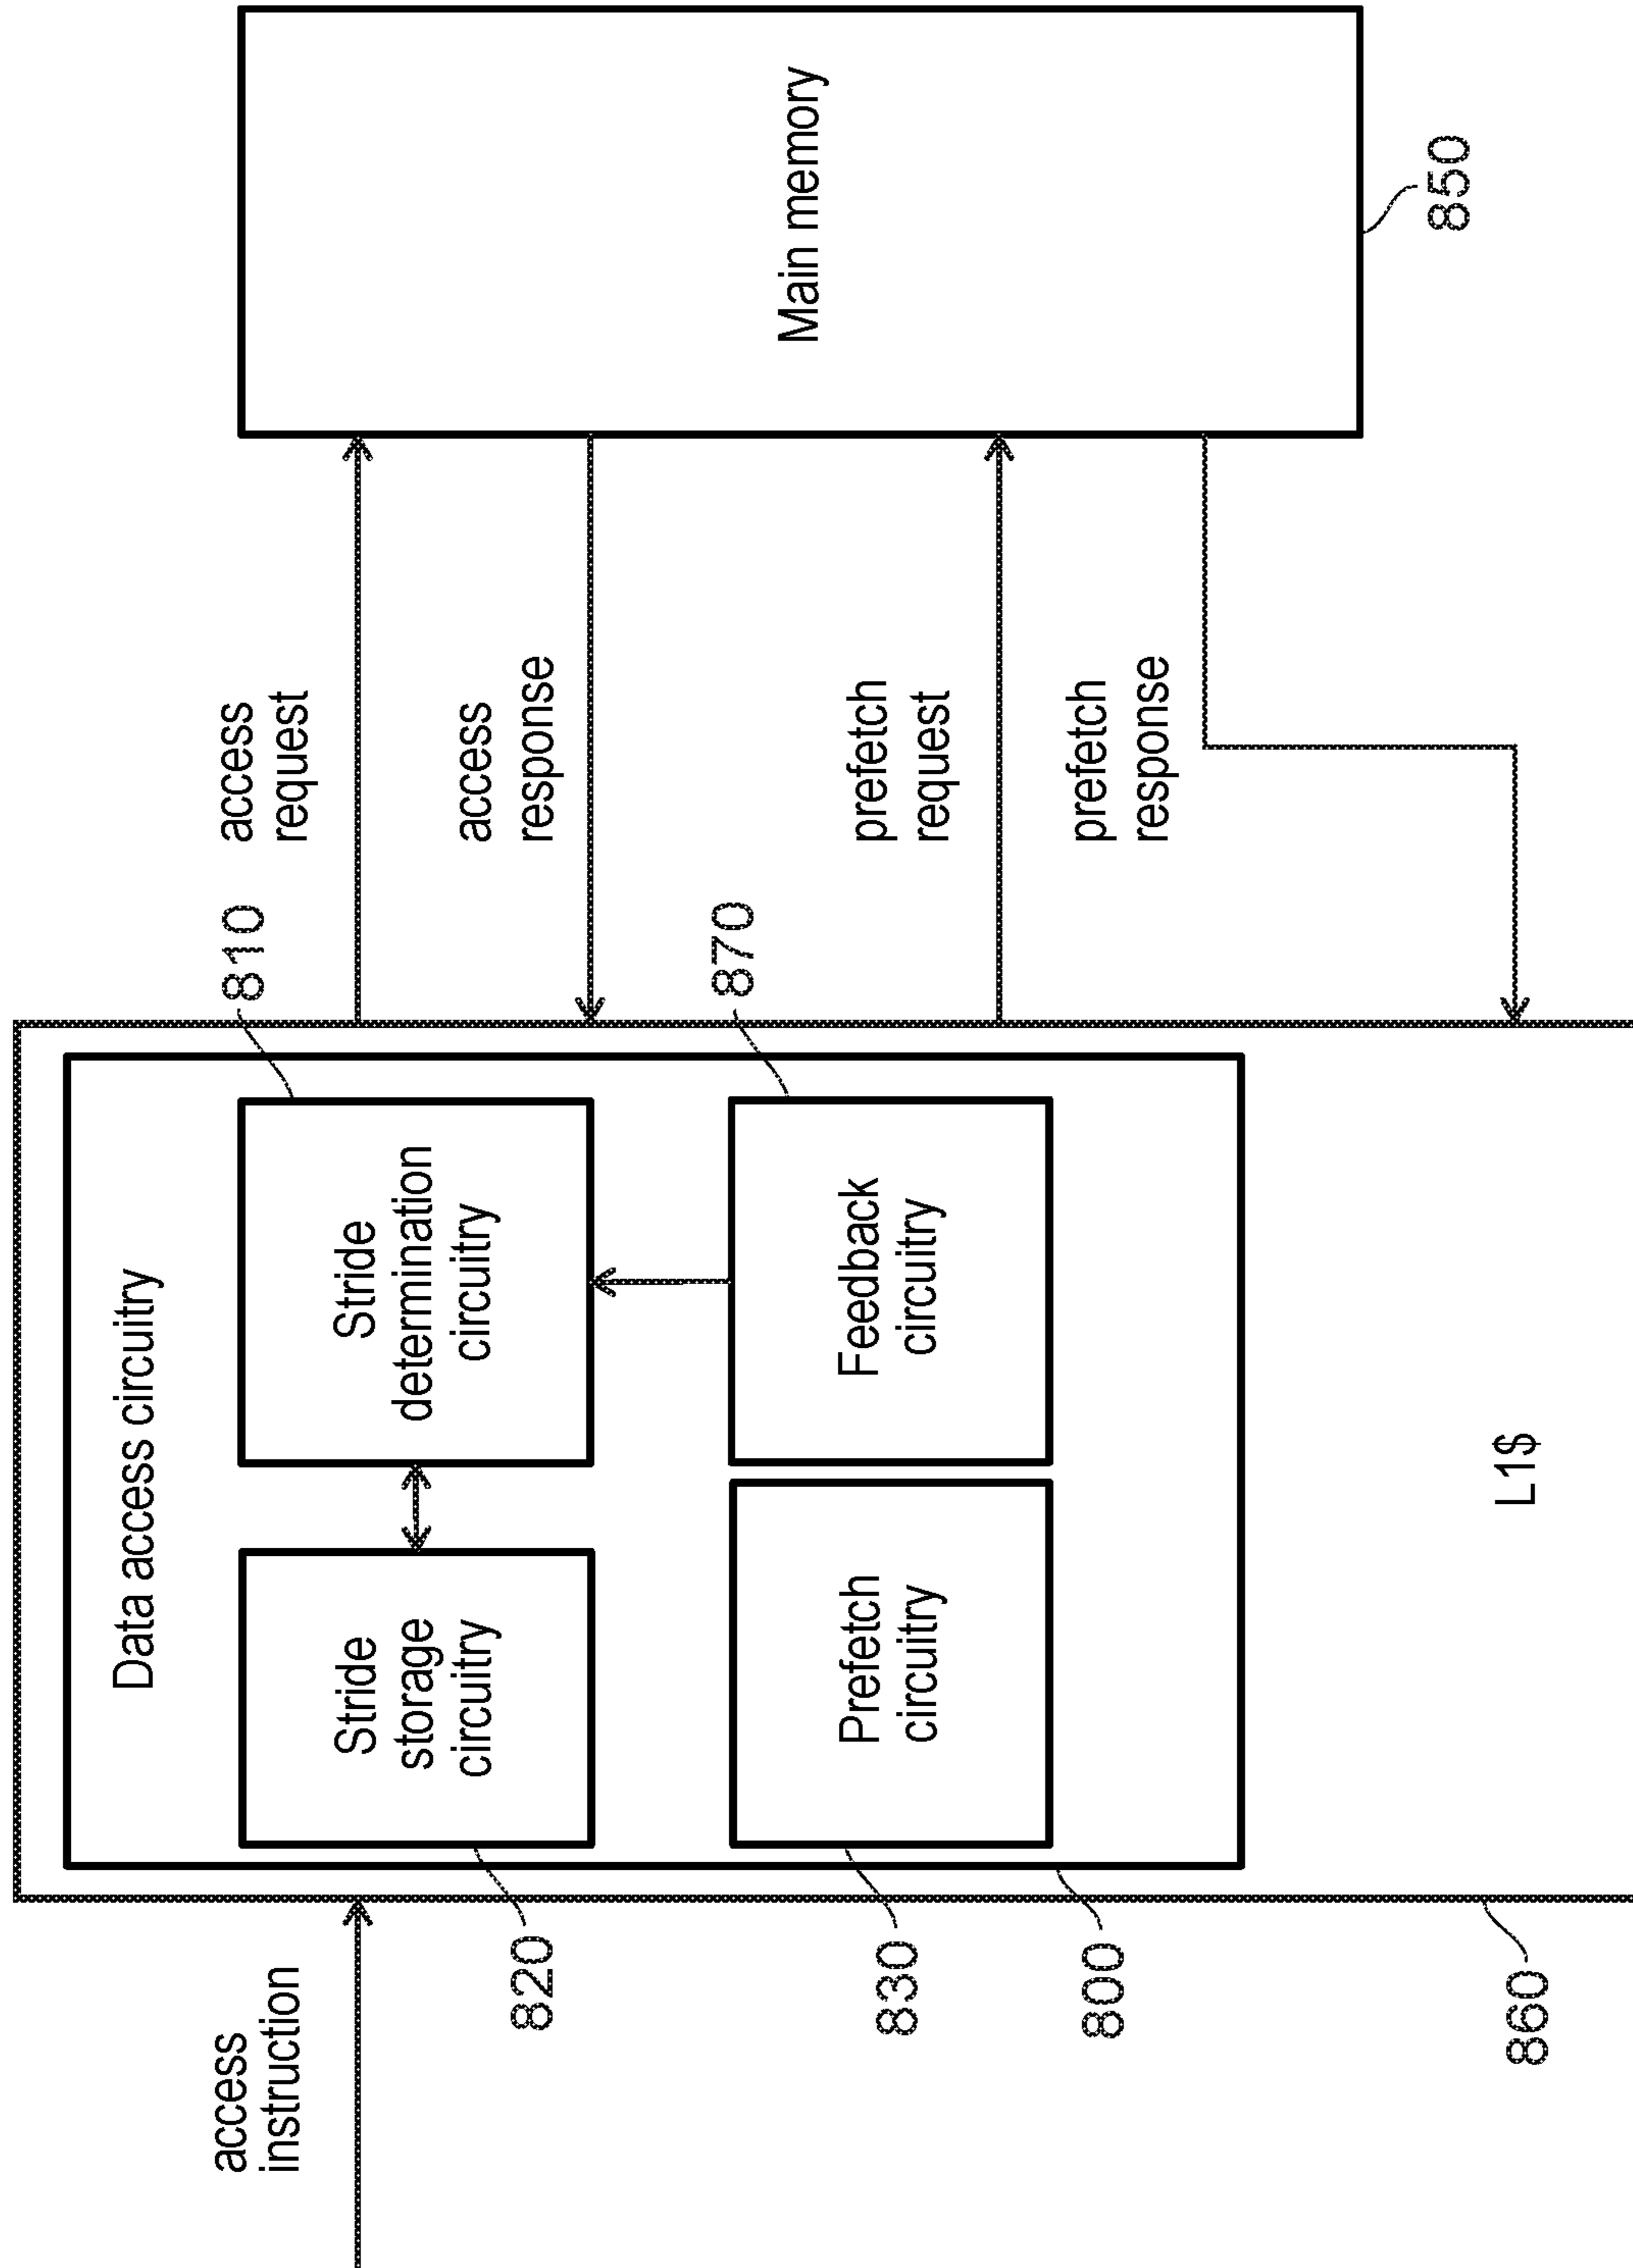 access
instruction
Data access circuitry
Stride
storage
circuitry
820
Stride
determination
circuitry
810
Prefetch
circuitry
830
Feedback
circuitry
870
800
L1$
860
access
request
access
response
prefetch
request
prefetch
response
Main memory
850